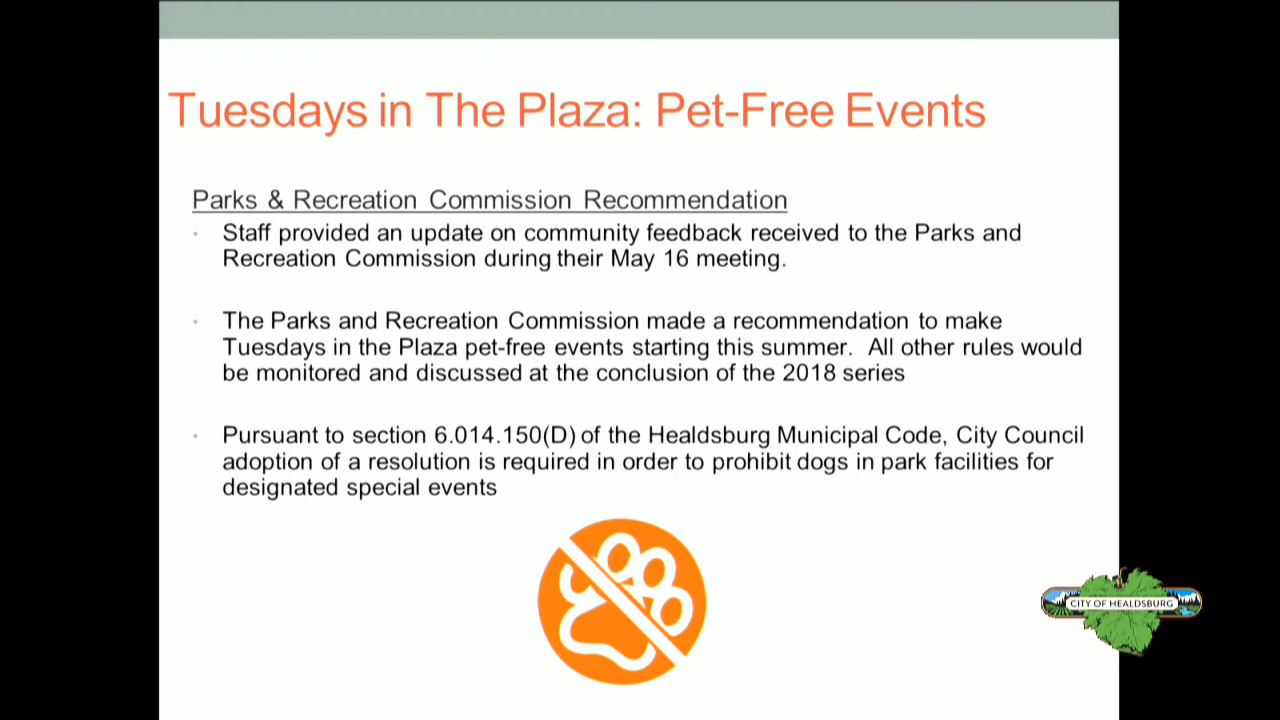 Tuesdays in The Plaza: Pet-Free Events
Parks & Recreation Commission Recommendation
• Staff provided an update on community feedback received to the Parks and
Recreation Commission during their May 16 meeting.
• The Parks and Recreation Commission made a recommendation to make
Tuesdays in the Plaza pet-free events starting this summer.  All other rules would
be monitored and discussed at the conclusion of the 2018 series
• Pursuant to section 6.014.150(D) of the Healdsburg Municipal Code, City Council
adoption of a resolution is required in order to prohibit dogs in park facilities for
designated special events
CITY OF HEALDSBURG